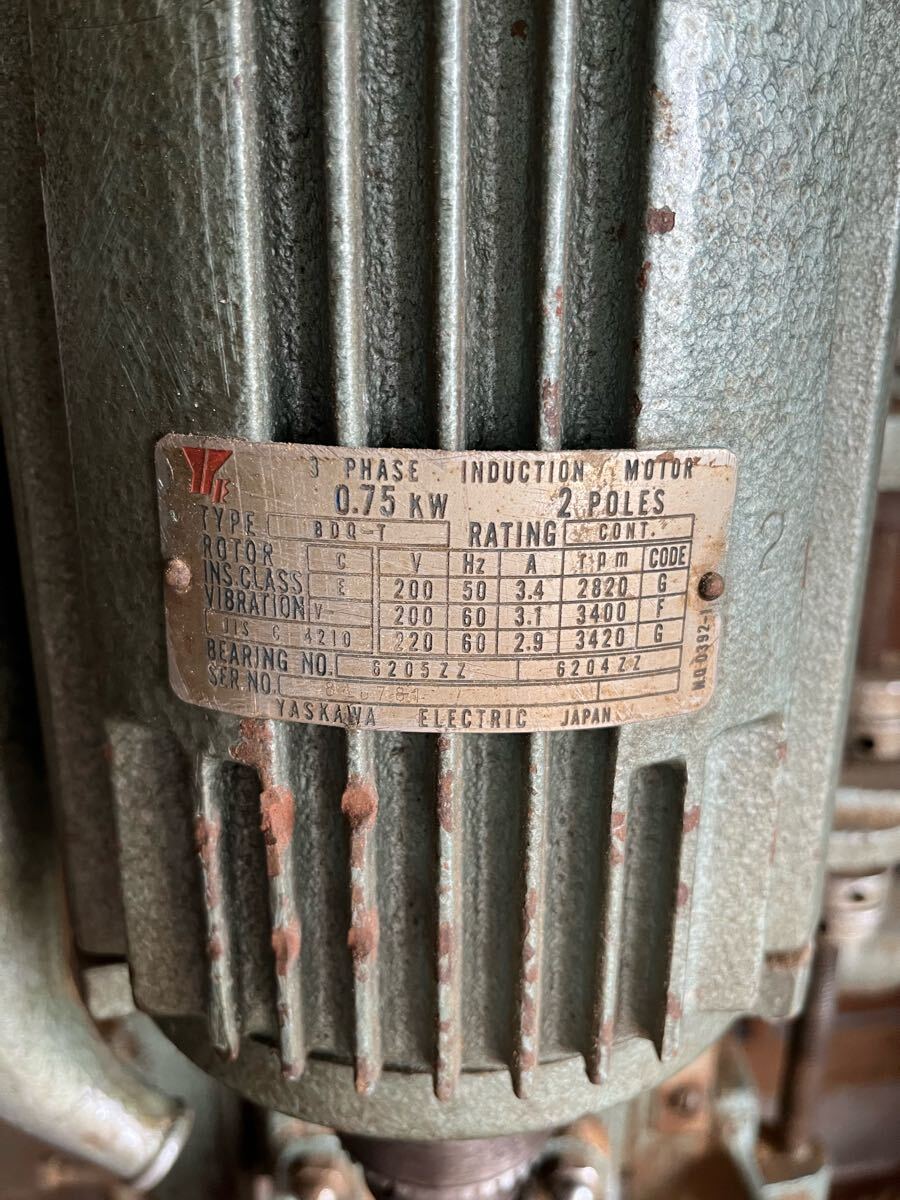 3 PHASE INDUCTION MOTOR
0.75 KW 2 POLES
TYPE BDQ-T RATING CONT.
ROTOR C V Hz A rpm CODE
INS.CLASS E 200 50 3.4 2820 G
VIBRATION V- 200 60 3.1 3400 F
JIS C 4210 220 60 2.9 3420 G
BEARING NO. 6205ZZ 6204ZZ
SER NO.
YASKAWA ELECTRIC JAPAN